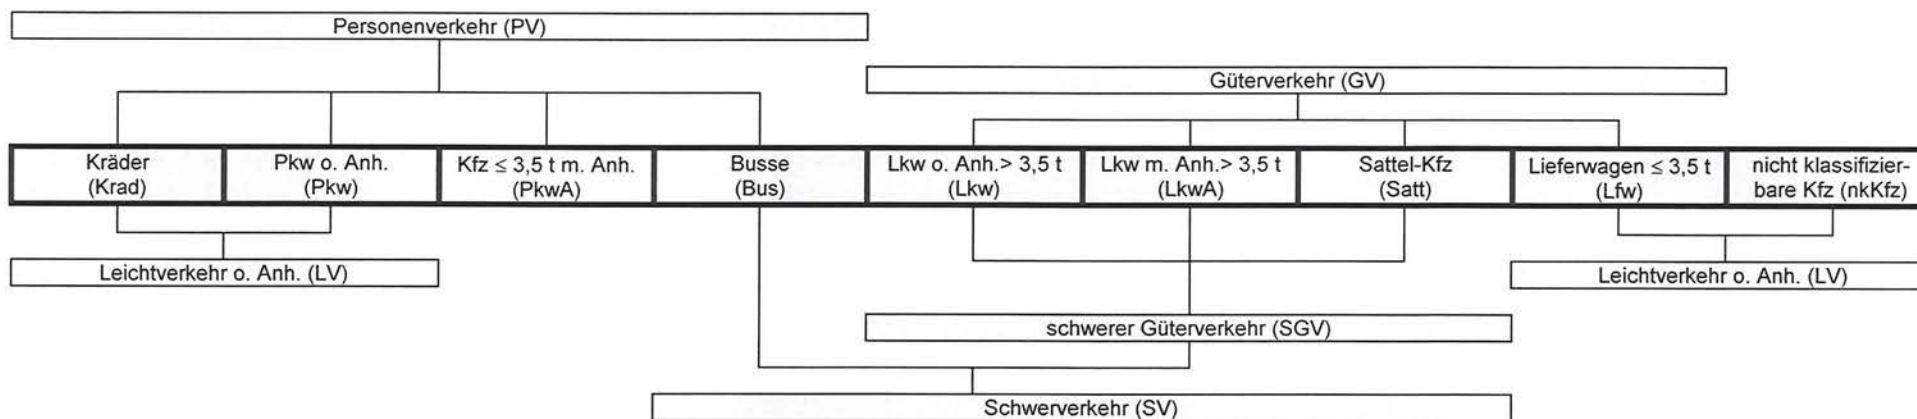 Personenverkehr (PV)
Güterverkehr (GV)
Kräder
(Krad)
Pkw o. Anh.
(Pkw)
Kfz ≤ 3,5 t m. Anh.
(PkwA)
Busse
(Bus)
Lkw o. Anh.> 3,5 t
(Lkw)
Lkw m. Anh.> 3,5 t
(LkwA)
Sattel-Kfz
(Satt)
Lieferwagen ≤ 3,5 t
(Lfw)
nicht klassifizier-
bare Kfz (nkKfz)
Leichtverkehr o. Anh. (LV)
Leichtverkehr o. Anh. (LV)
schwerer Güterverkehr (SGV)
Schwerverkehr (SV)